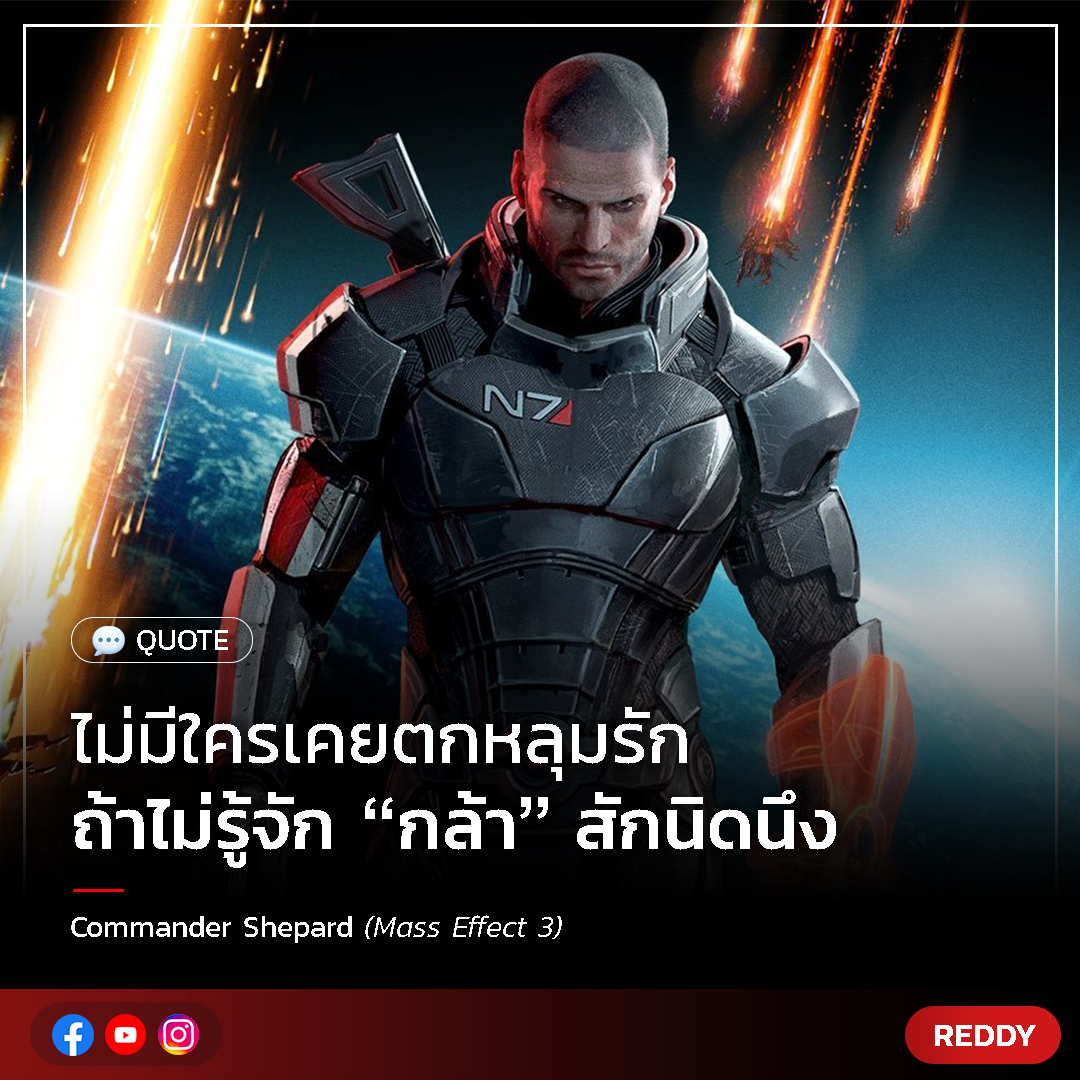 N7
QUOTE
ไม่มีใครเคยตกหลุมรัก
ถ้าไม่รู้จัก “กล้า” สักนิดนึง
Commander Shepard (Mass Effect 3)
REDDY